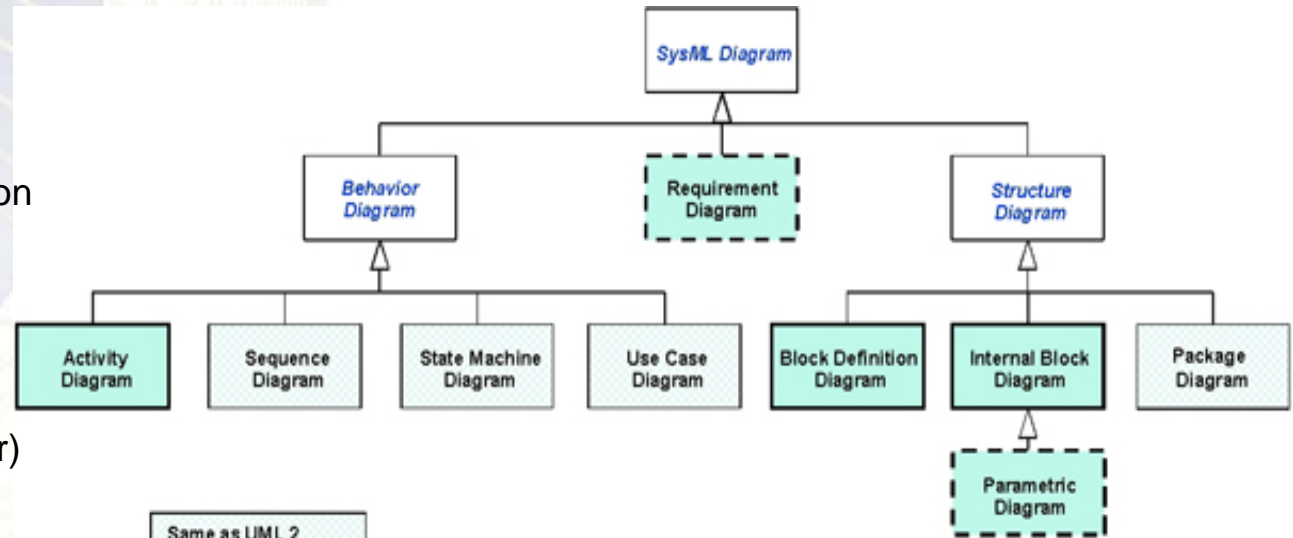 SysML Diagram
on
Behavior
Diagram
Requirement
Diagram
Structure
Diagram
Activity
Diagram
Sequence
Diagram
State Machine
Diagram
Use Case
Diagram
Block Definition
Diagram
Internal Block
Diagram
Package
Diagram
r)
Parametric
Diagram
Same as UML 2